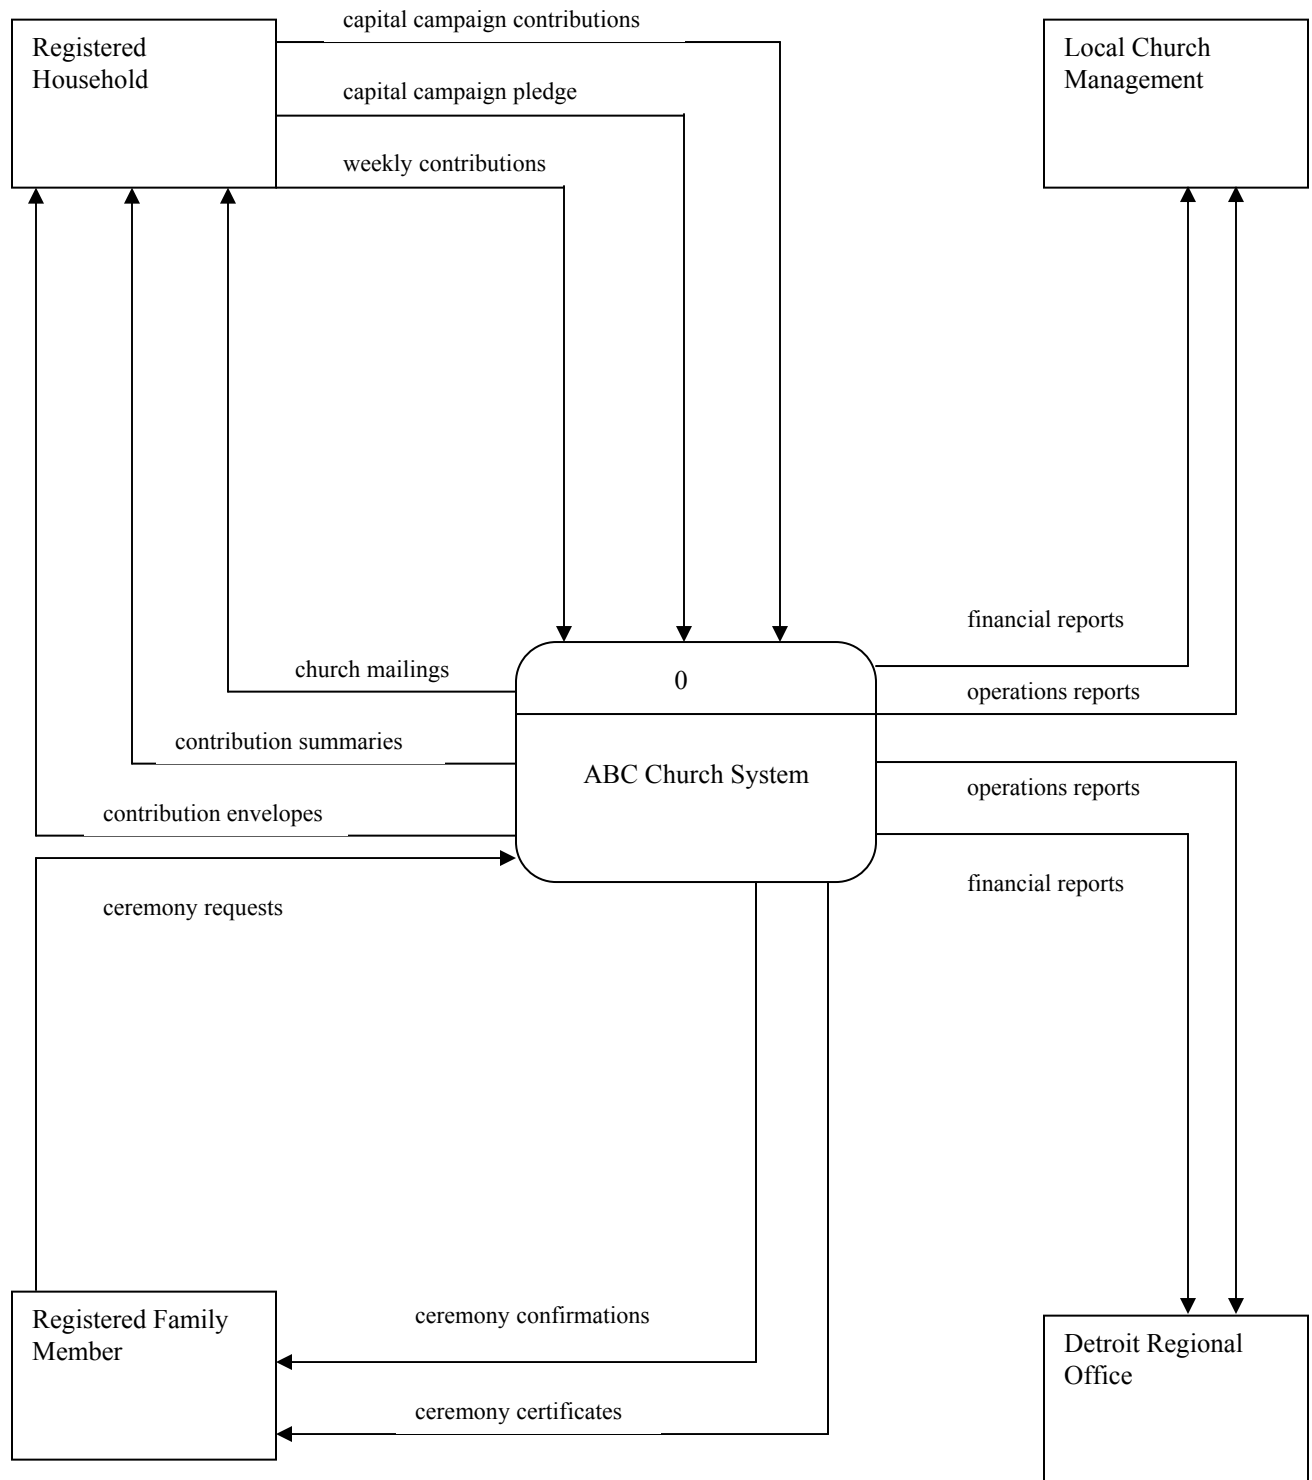 capital campaign contributions
Registered
Household
Local Church
Management
capital campaign pledge
weekly contributions
financial reports
church mailings
0
operations reports
contribution summaries
ABC Church System
operations reports
contribution envelopes
financial reports
ceremony requests
Registered Family
Member
ceremony confirmations
Detroit Regional
Office
ceremony certificates